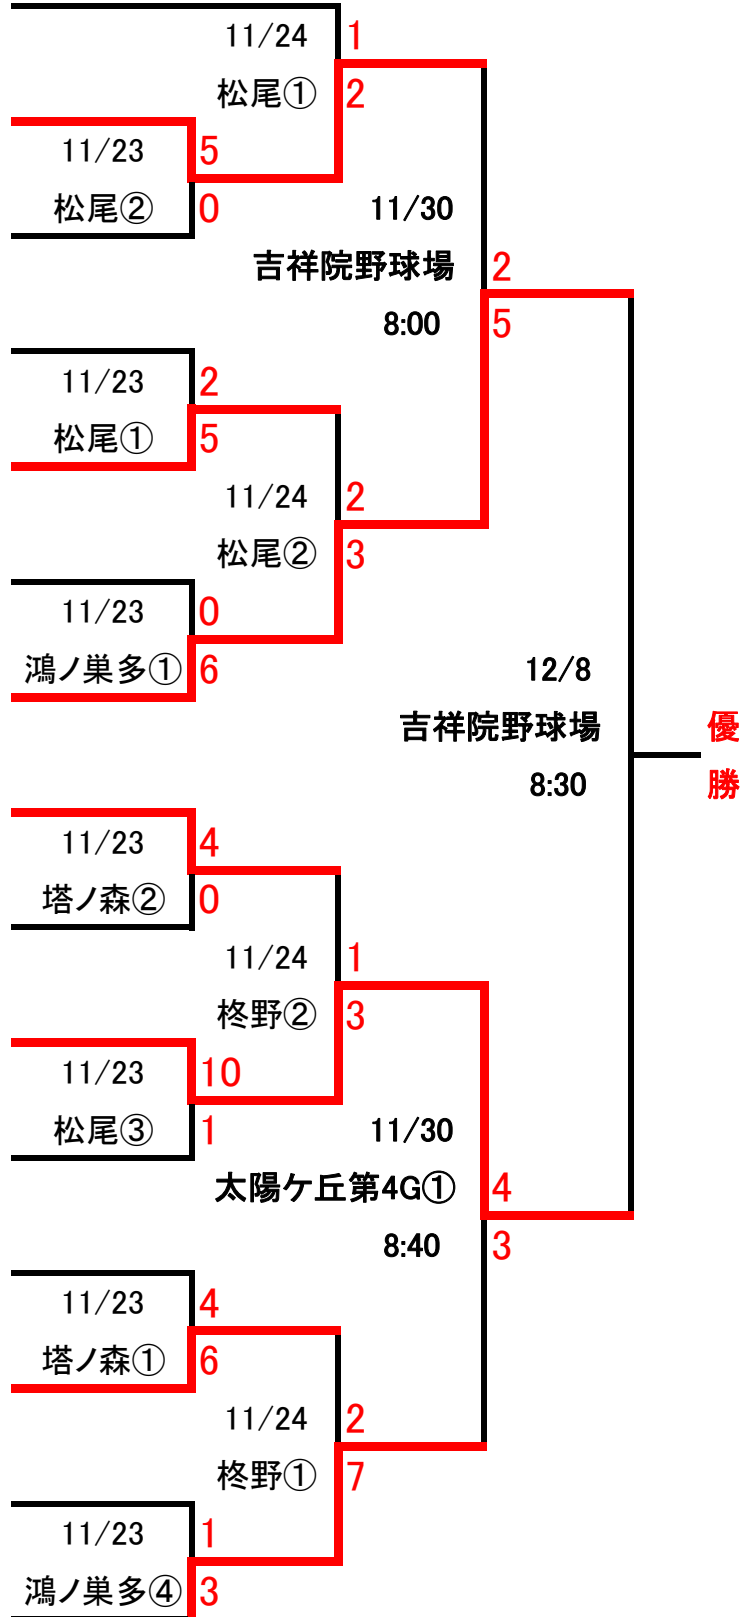 11/24
1
松尾①
2
11/23
5
松尾②
0
11/30
吉祥院野球場
2
8:00
5
11/23
2
松尾①
5
11/24
2
松尾②
3
11/23
0
鴻ノ巣多①
6
12/8
吉祥院野球場
優
8:30
勝
11/23
4
塔ノ森②
0
11/24
1
柊野②
3
11/23
10
松尾③
1
11/30
太陽ケ丘第4G①
4
8:40
3
11/23
4
塔ノ森①
6
11/24
2
柊野①
7
11/23
1
鴻ノ巣多④
3